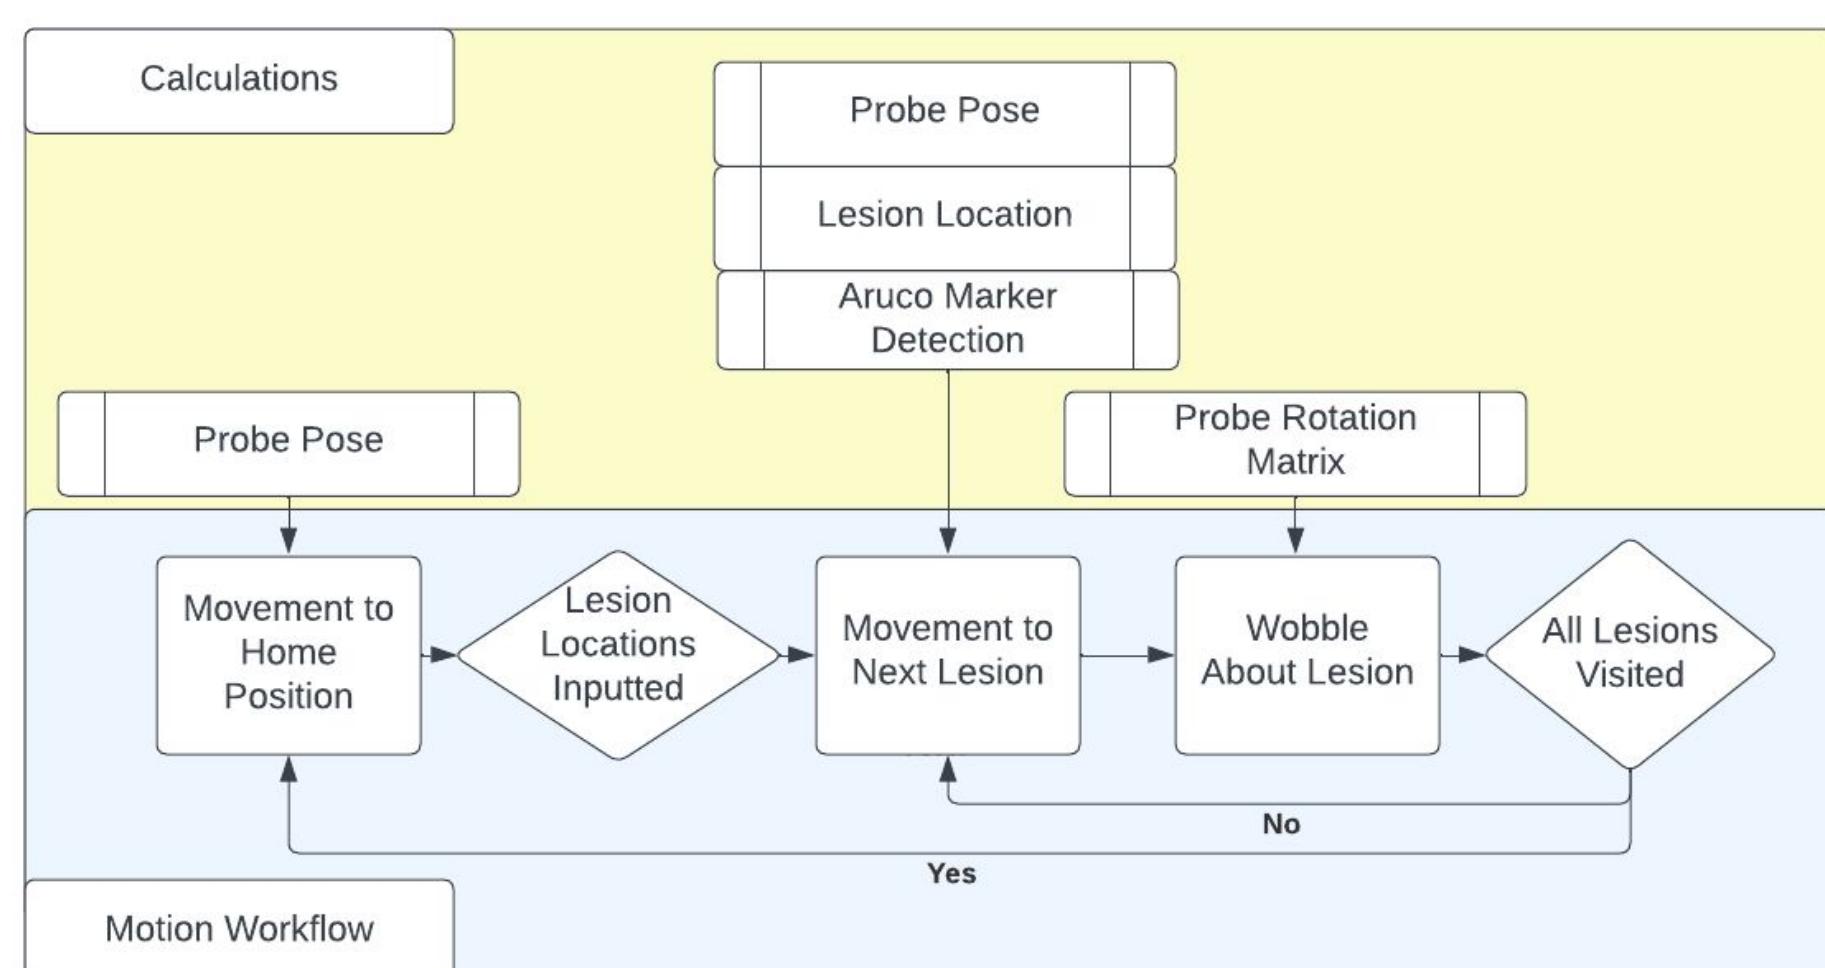 Calculations
Probe Pose
Lesion Location
Aruco Marker
Detection
Probe Pose
Probe Rotation
Matrix
Movement to
Home
Position
Lesion
Locations
Inputted
Movement to
Next Lesion
Wobble
About Lesion
All Lesions
Visited
No
Yes
Motion Workflow